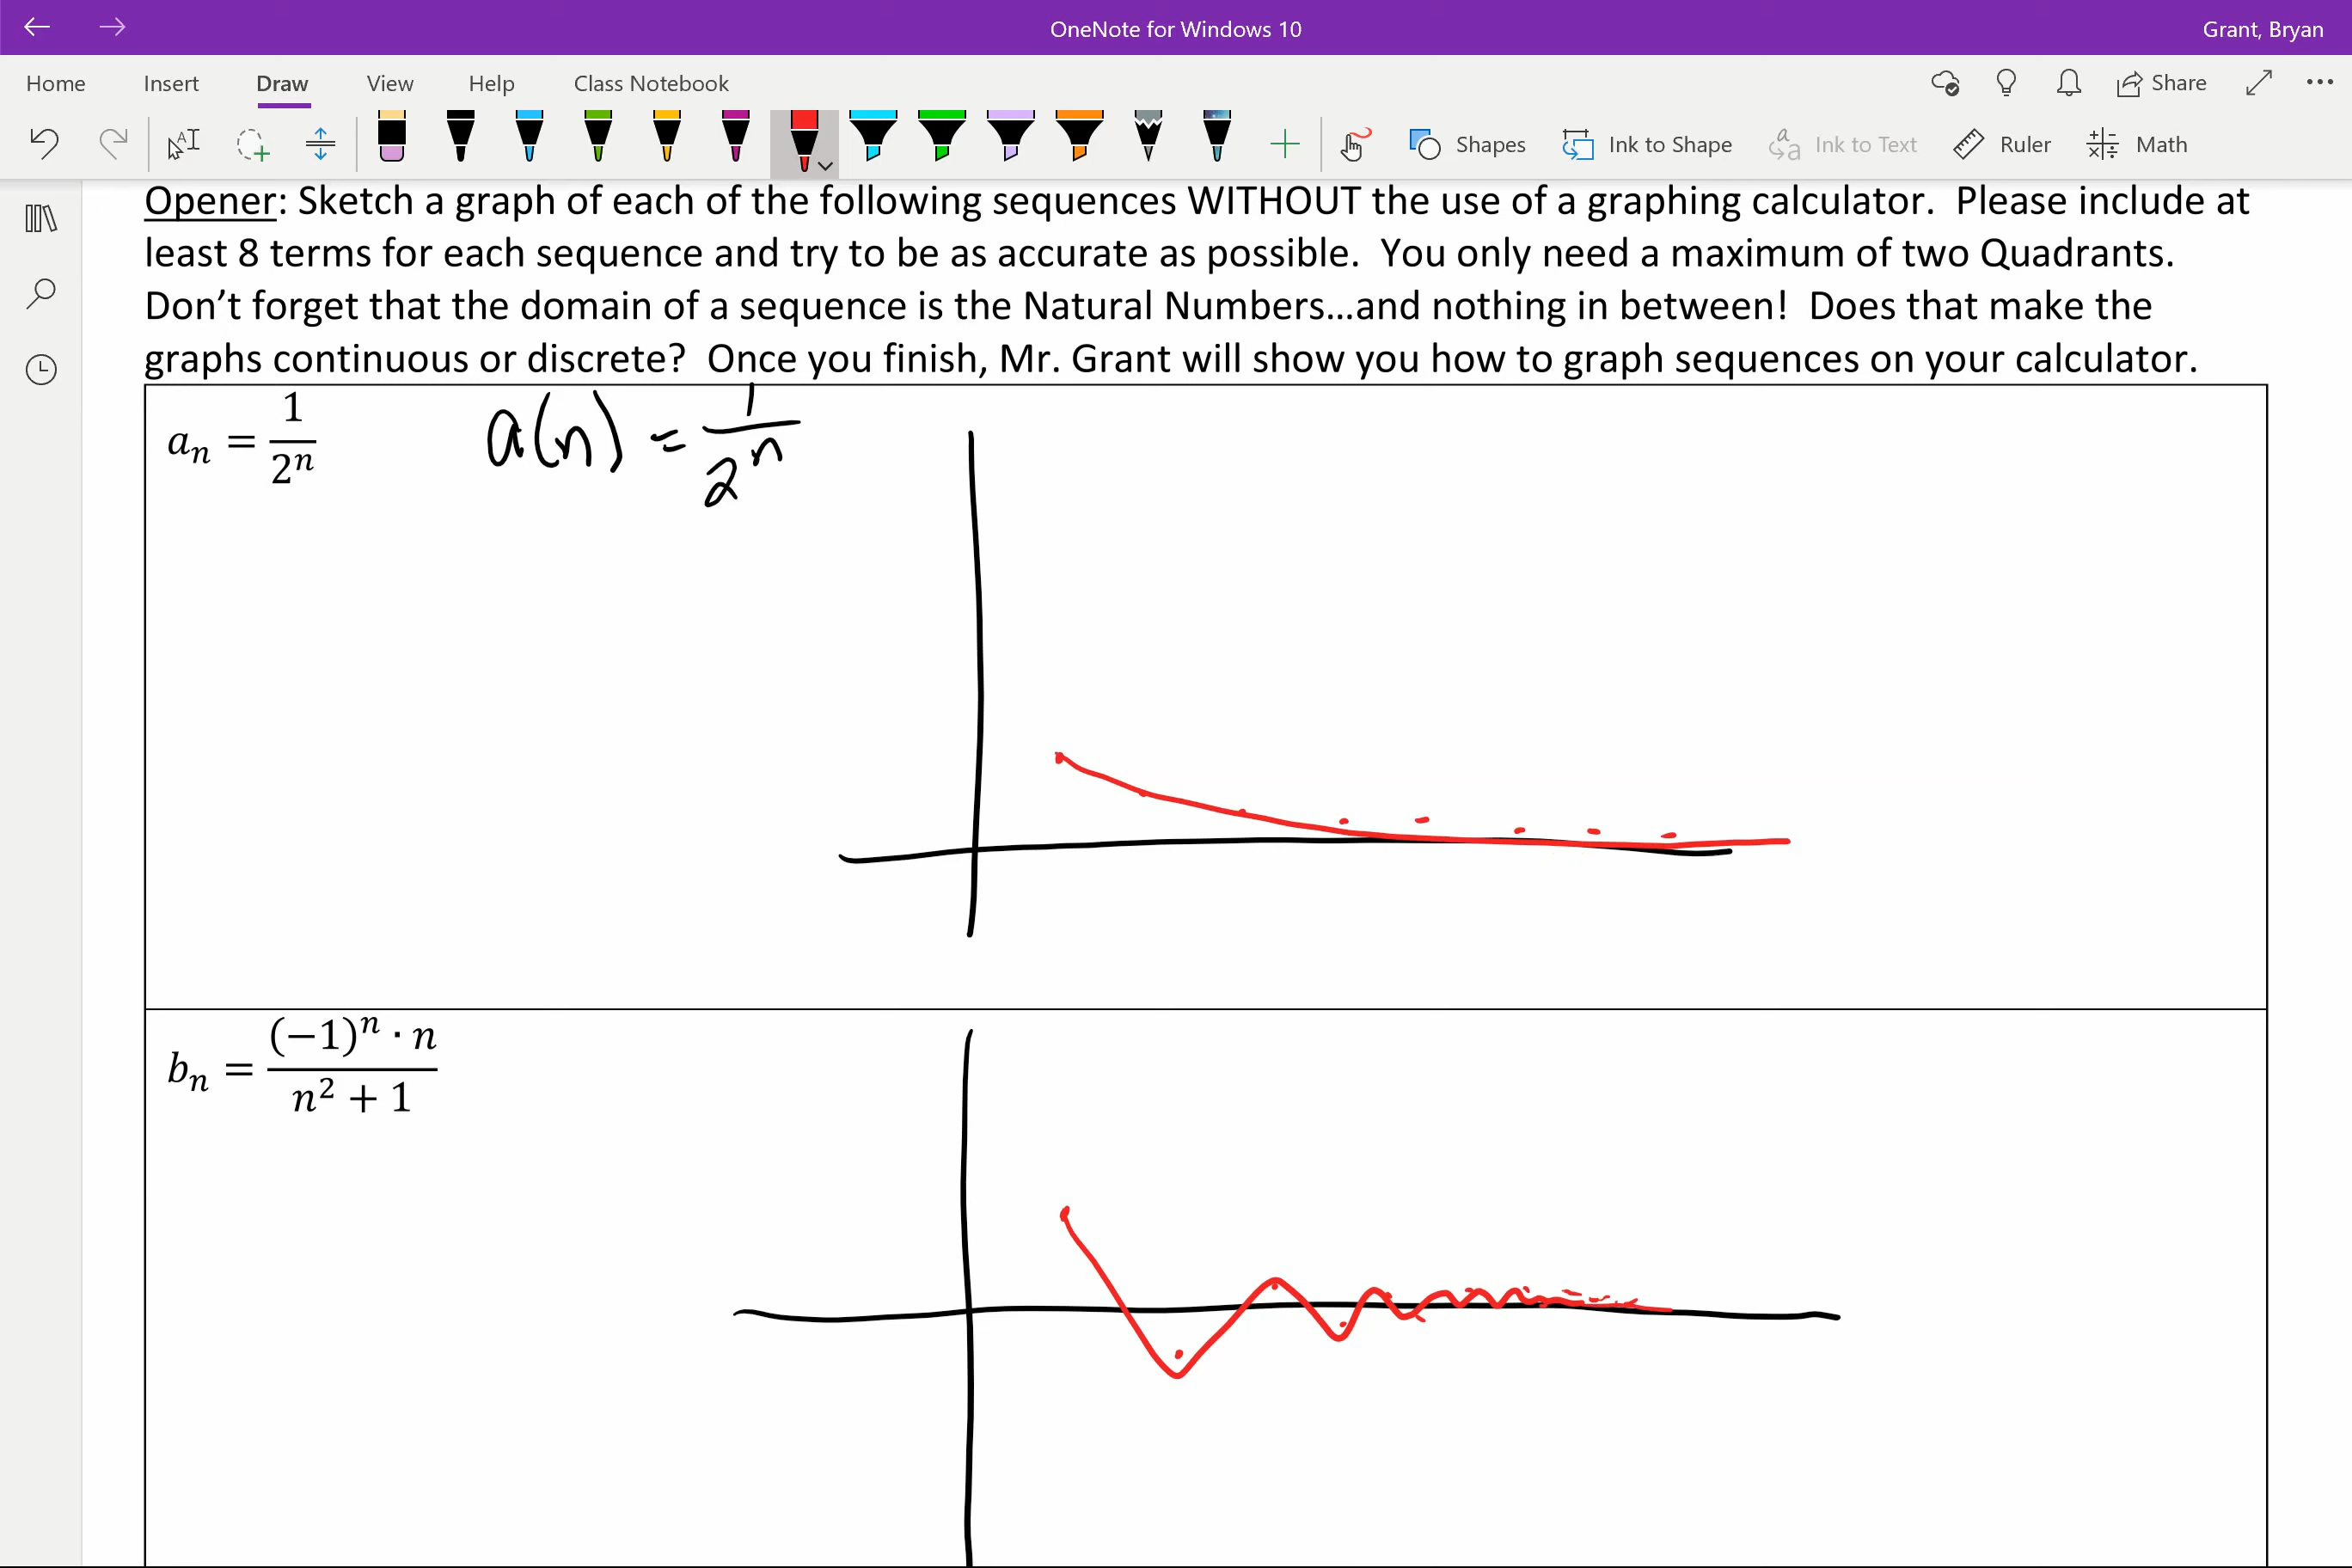 OneNote for Windows 10
Grant, Bryan
Home Insert Draw View Help Class Notebook Share
Shapes Ink to Shape Ink to Text Ruler Math
Opener: Sketch a graph of each of the following sequences WITHOUT the use of a graphing calculator. Please include at
least 8 terms for each sequence and try to be as accurate as possible. You only need a maximum of two Quadrants.
Don't forget that the domain of a sequence is the Natural Numbers...and nothing in between! Does that make the
graphs continuous or discrete? Once you finish, Mr. Grant will show you how to graph sequences on your calculator.
aₙ = 1/2ⁿ a(n) = 1/2ⁿ
bₙ = (−1)ⁿ · n / n² + 1